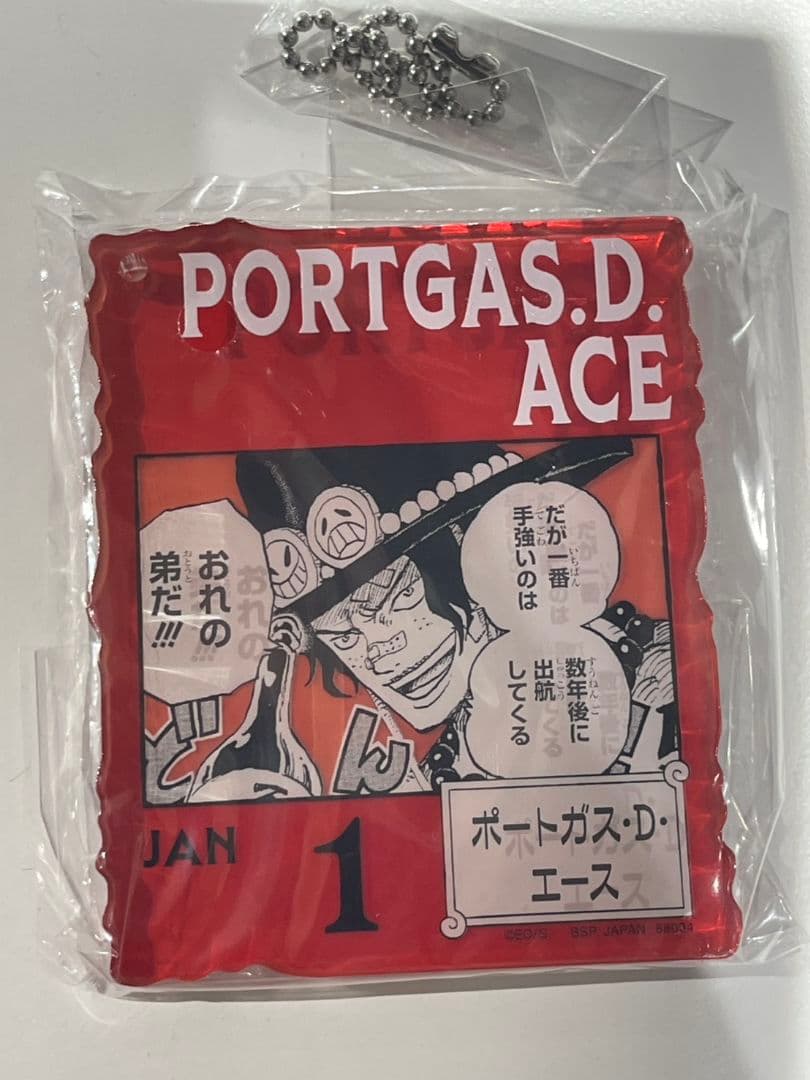 PORTGAS.D.
ACE
だが一番
手強いのは
数年後に
出航
してくる
おれの
弟だ!!!
どん
JAN
1
ポートガス・D・
エース
©EO/S BSP JAPAN